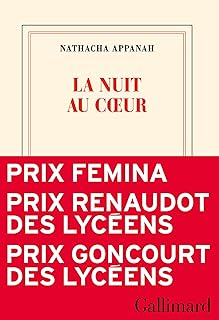 NATHACHA APPANAH
LA NUIT
AU CŒUR
PRIX FEMINA
PRIX RENAUDOT
DES LYCÉENS
PRIX GONCOURT
DES LYCÉENS
Gallimard